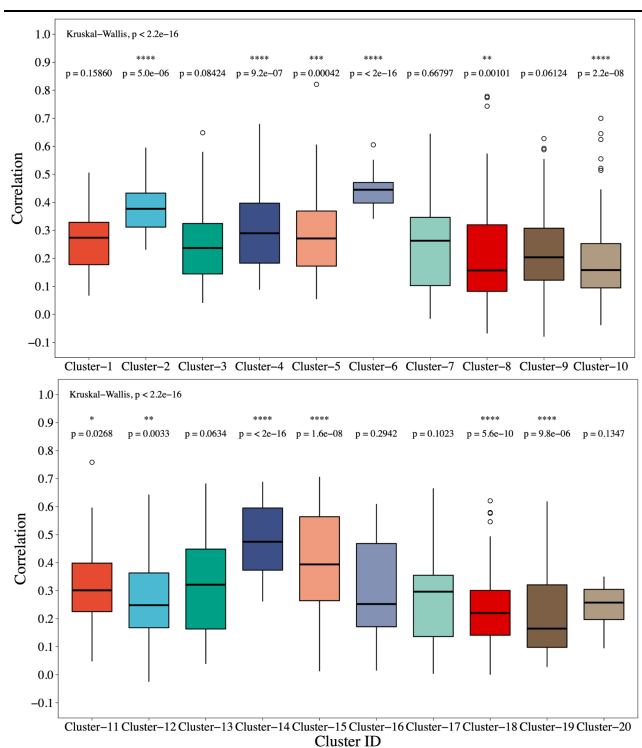 Kruskal−Wallis, p < 2.2e−16
**** **** *** **** ** ****
p = 0.15860 p = 5.0e−06 p = 0.08424 p = 9.2e−07 p = 0.00042 p = < 2e−16 p = 0.66797 p = 0.00101 p = 0.06124 p = 2.2e−08
1.0
0.9
0.8
0.7
0.6
0.5
0.4
0.3
0.2
0.1
0.0
−0.1
Correlation
Cluster−1 Cluster−2 Cluster−3 Cluster−4 Cluster−5 Cluster−6 Cluster−7 Cluster−8 Cluster−9 Cluster−10
Kruskal−Wallis, p < 2.2e−16
* ** **** **** **** ****
p = 0.0268 p = 0.0033 p = 0.0634 p = < 2e−16 p = 1.6e−08 p = 0.2942 p = 0.1023 p = 5.6e−10 p = 9.8e−06 p = 0.1347
1.0
0.9
0.8
0.7
0.6
0.5
0.4
0.3
0.2
0.1
0.0
−0.1
Correlation
Cluster−11 Cluster−12 Cluster−13 Cluster−14 Cluster−15 Cluster−16 Cluster−17 Cluster−18 Cluster−19 Cluster−20
Cluster ID